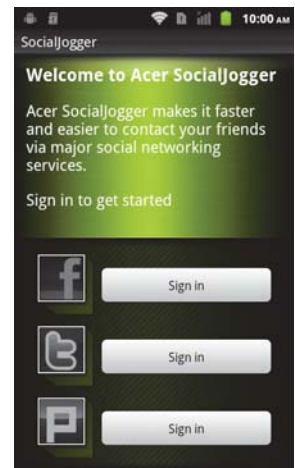 10:00 AM
SocialJogger
Welcome to Acer SocialJogger
Acer SocialJogger makes it faster
and easier to contact your friends
via major social networking
services.
Sign in to get started
Sign in
Sign in
Sign in